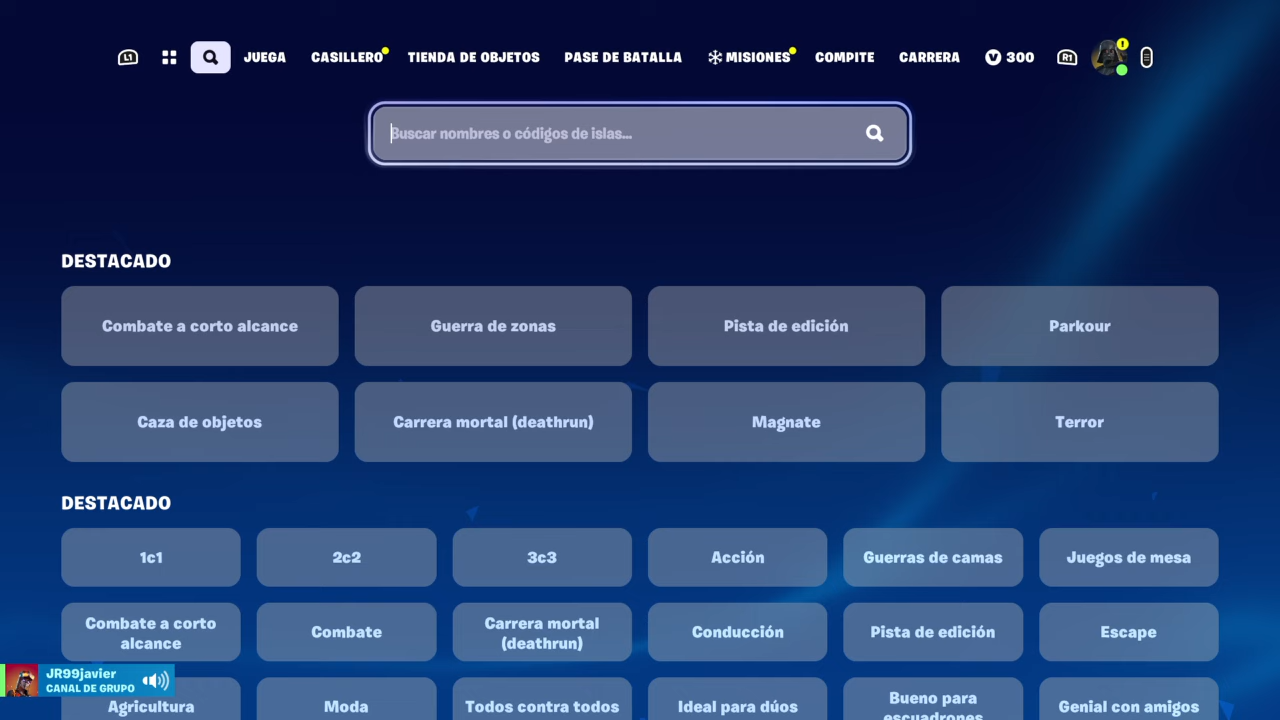 L1
JUEGA
CASILLERO
TIENDA DE OBJETOS
PASE DE BATALLA
MISIONES
COMPITE
CARRERA
V 300
R1
!
Buscar nombres o códigos de islas...
DESTACADO
Combate a corto alcance
Guerra de zonas
Pista de edición
Parkour
Caza de objetos
Carrera mortal (deathrun)
Magnate
Terror
DESTACADO
1c1
2c2
3c3
Acción
Guerras de camas
Juegos de mesa
Combate a corto
alcance
Combate
Carrera mortal
(deathrun)
Conducción
Pista de edición
Escape
JR99javier
CANAL DE GRUPO
Agricultura
Moda
Todos contra todos
Ideal para dúos
Bueno para
escuadrones
Genial con amigos